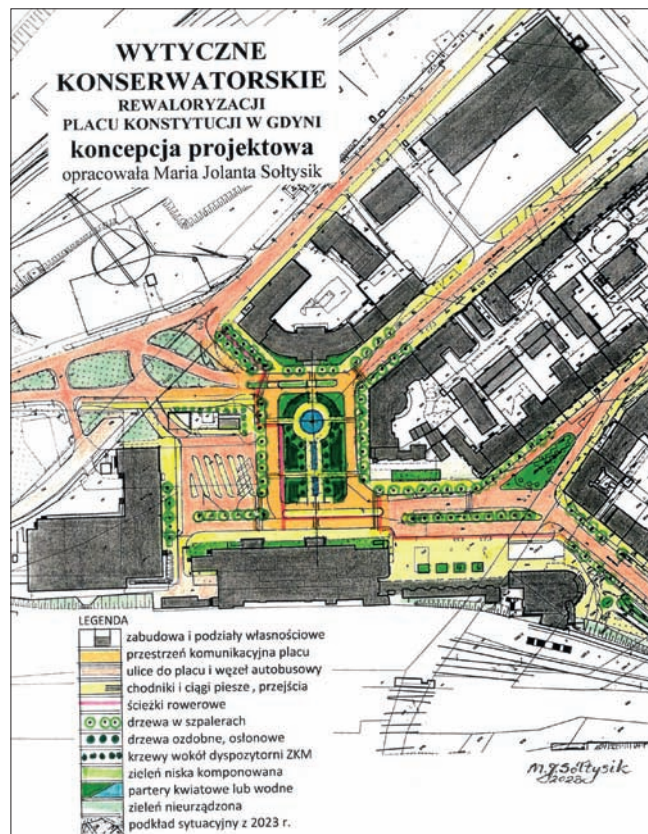 WYTYCZNE
KONSERWATORSKIE
REWALORYZACJI
PLACU KONSTYTUCJI W GDYNI
koncepcja projektowa
opracowała Maria Jolanta Sołtysik
LEGENDA
zabudowa i podziały własnościowe
przestrzeń komunikacyjna placu
ulice do placu i węzeł autobusowy
chodniki i ciągi piesze , przejścia
ścieżki rowerowe
drzewa w szpalerach
drzewa ozdobne, osłonowe
krzewy wokół dyspozytorni ZKM
zieleń niska komponowana
partery kwiatowe lub wodne
zieleń nieurządzona
podkład sytuacyjny z 2023 r.
M.J.Sołtysik
2023